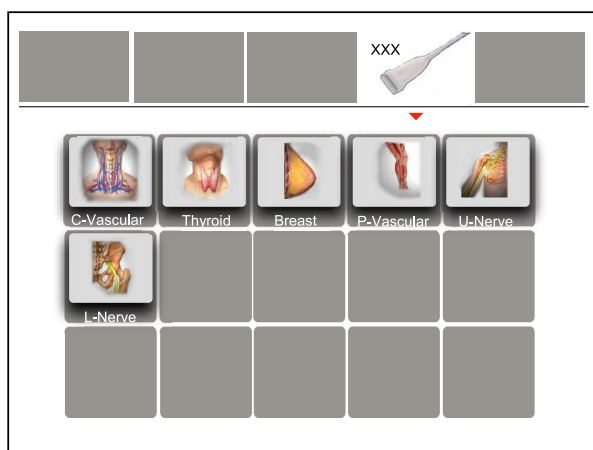 XXX
C-Vascular
Thyroid
Breast
P-Vascular
U-Nerve
L-Nerve